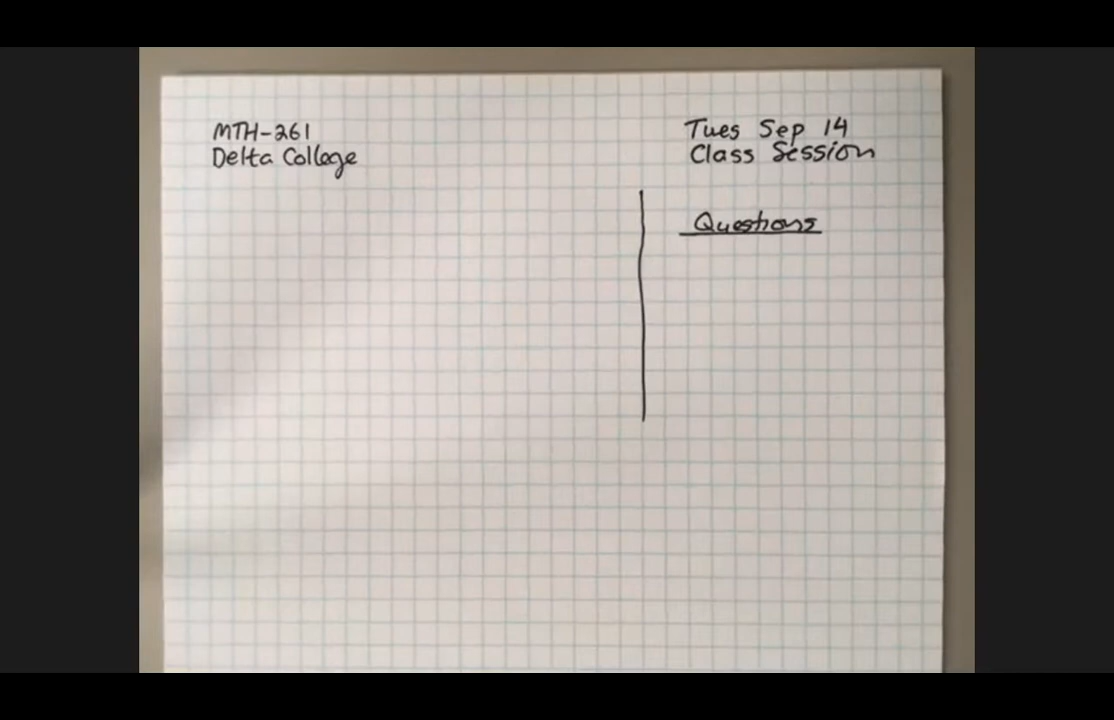 MTH-261
Delta College
Tues Sep 14
Class Session
Questions